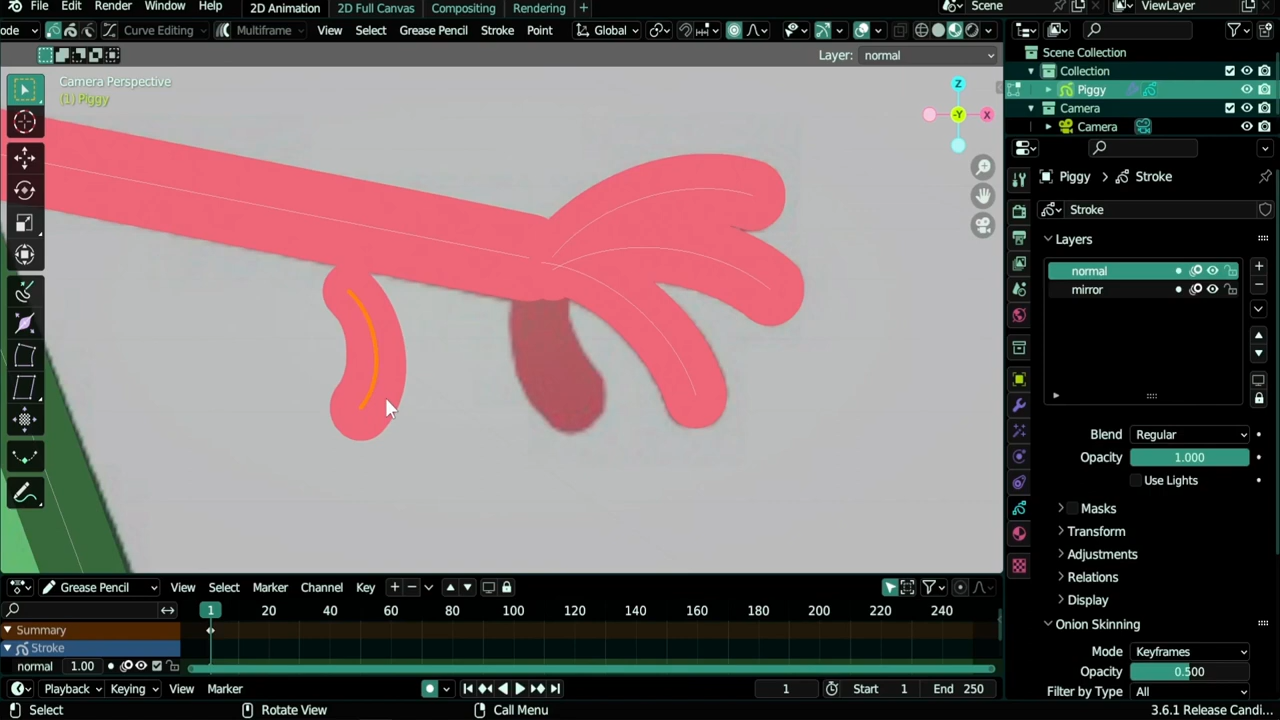 File Edit Render Window Help 2D Animation 2D Full Canvas Compositing Rendering + Scene ViewLayer
ode Curve Editing Multiframe View Select Grease Pencil Stroke Point Global
Layer: normal
Camera Perspective
(1) Piggy
Z
-Y
X
Scene Collection
Collection
Piggy
Camera
Camera
Piggy > Stroke
Stroke
Layers
normal
mirror
Blend Regular
Opacity 1.000
Use Lights
Masks
Transform
Adjustments
Relations
Display
Onion Skinning
Mode Keyframes
Opacity 0.500
Filter by Type All
Grease Pencil View Select Marker Channel Key
1 20 40 60 80 100 120 140 160 180 200 220 240
Summary
Stroke
normal 1.00
Playback Keying View Marker 1 Start 1 End 250
Select Rotate View Call Menu 3.6.1 Release Candi...